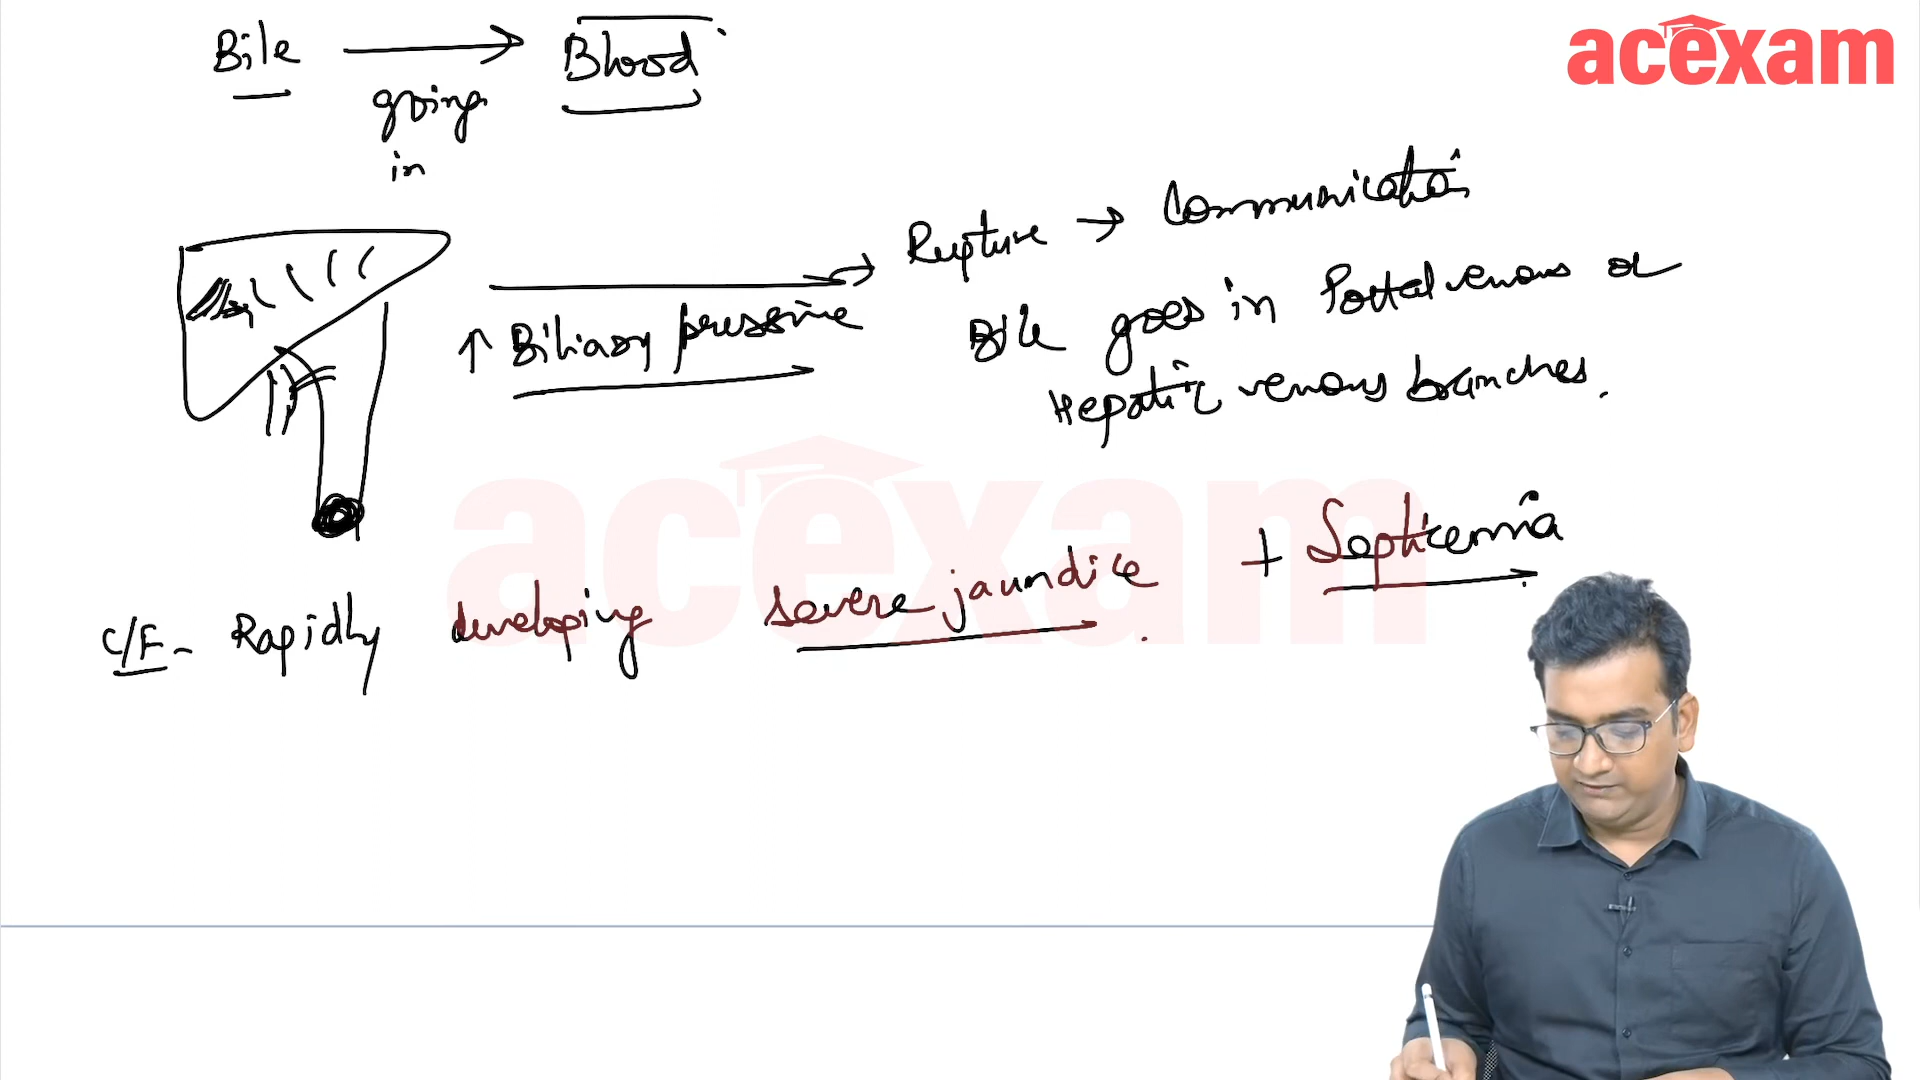 acexam
Bile → Blood
going
in
Rupture → Communication
↑ Biliary pressure
Bile goes in Portal venous or
Hepatic venous branches.
acexam
C/F - Rapidly developing severe jaundice + Septicemia